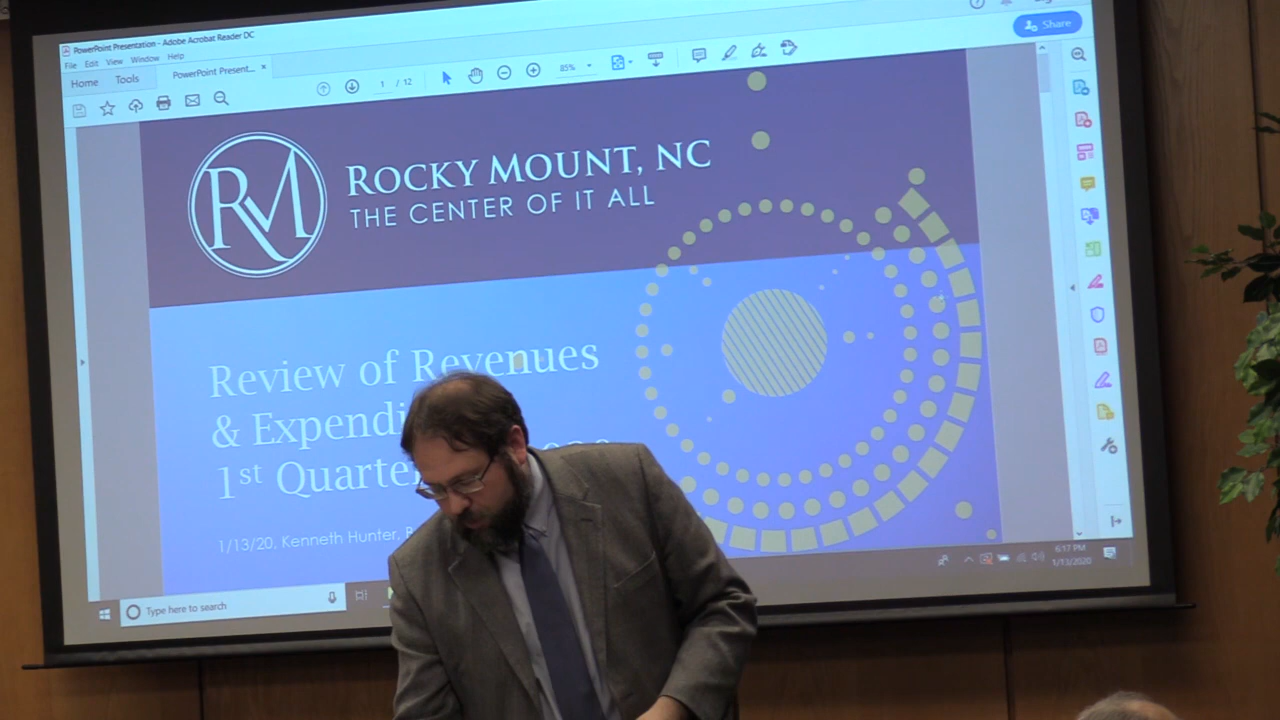 PowerPoint Presentation - Adobe Acrobat Reader DC
File Edit View Window Help
Home Tools PowerPoint Present... ×
1 / 12
85%
Share
RM
ROCKY MOUNT, NC
THE CENTER OF IT ALL
Review of Revenues
& Expendi
1st Quarte
1/13/20, Kenneth Hunter,
Type here to search
6:17 PM
1/13/2020